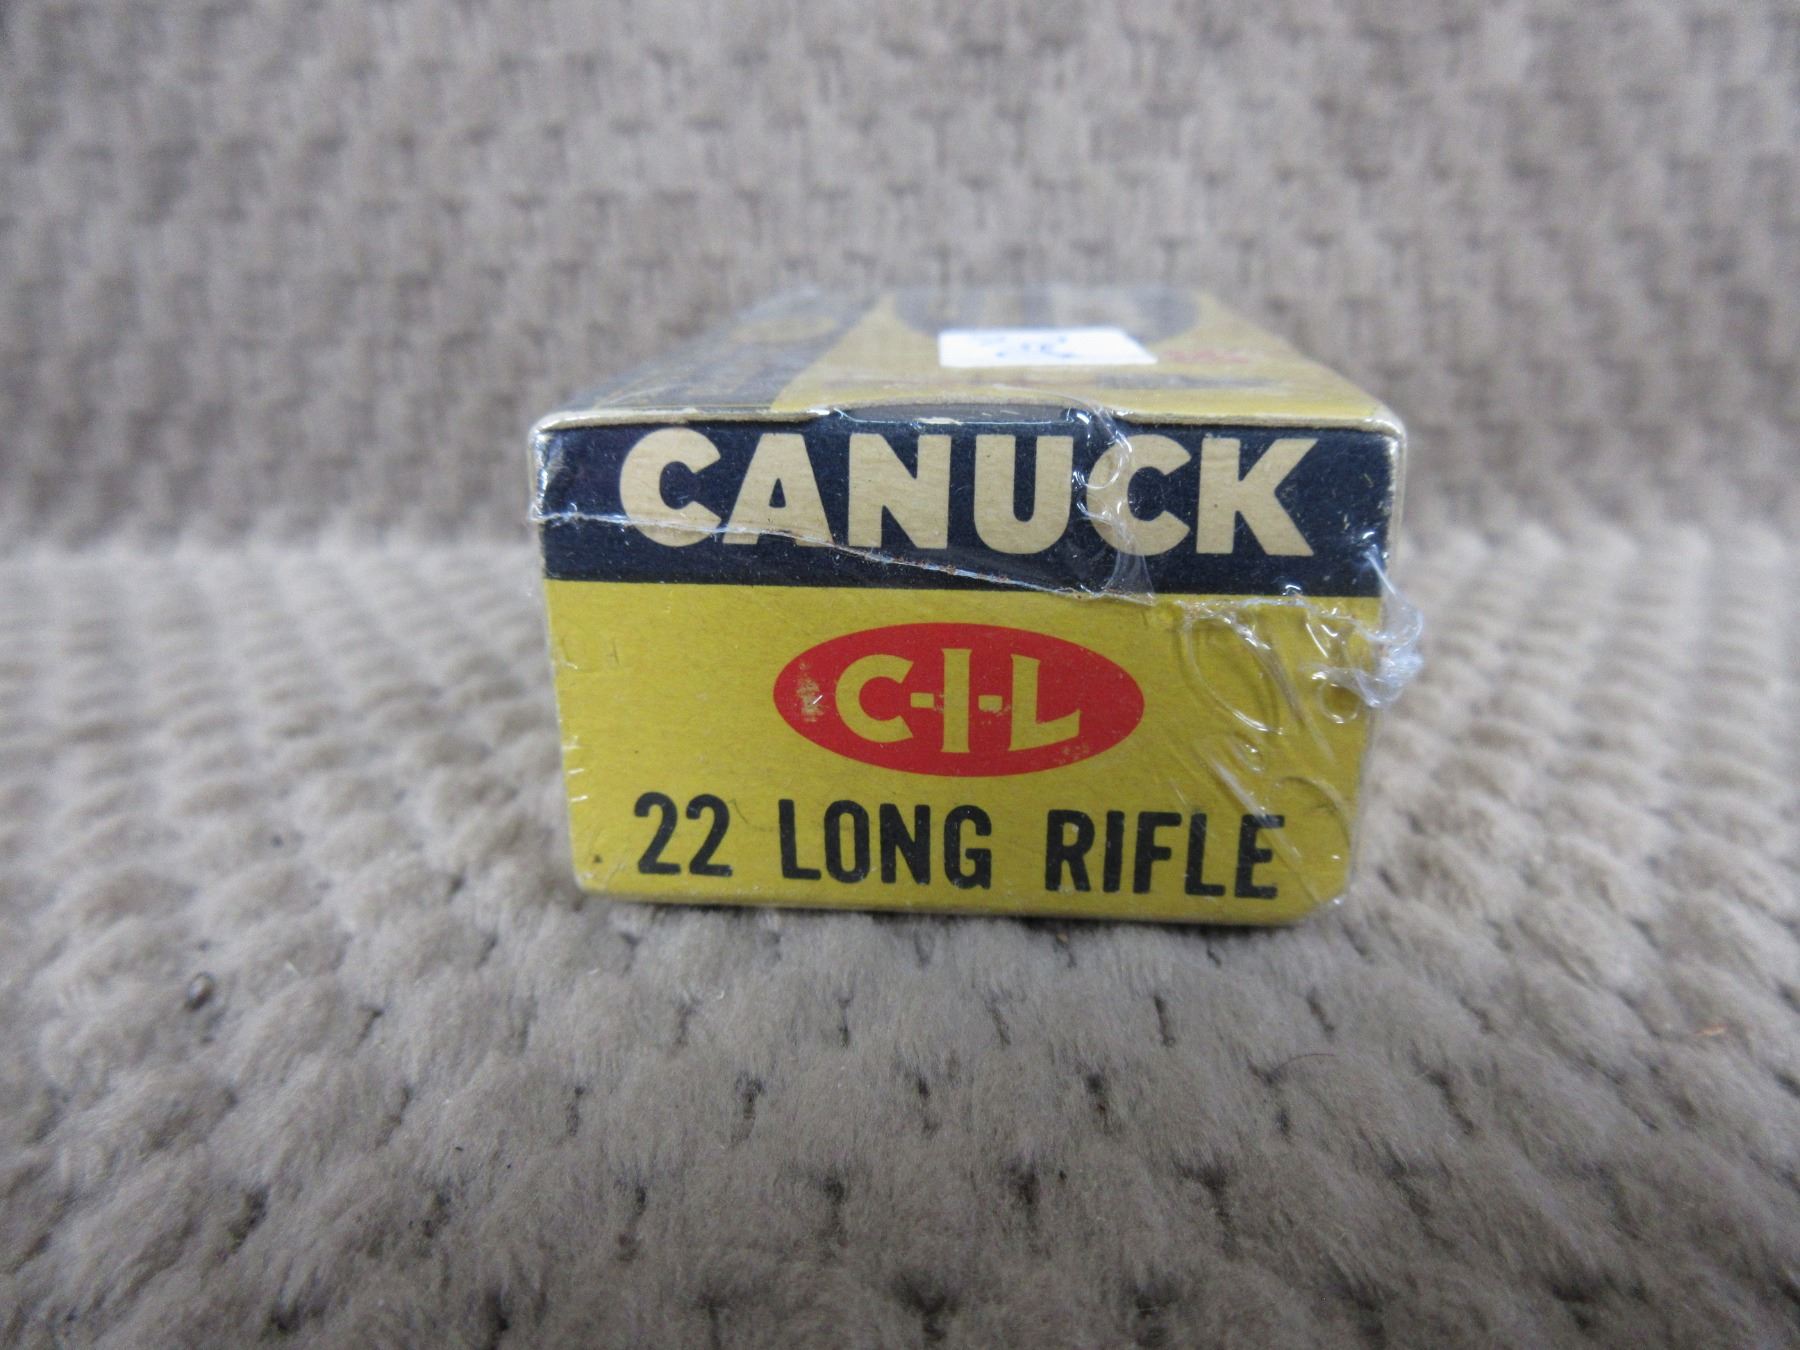 CANUCK
C-I-L
22 LONG RIFLE